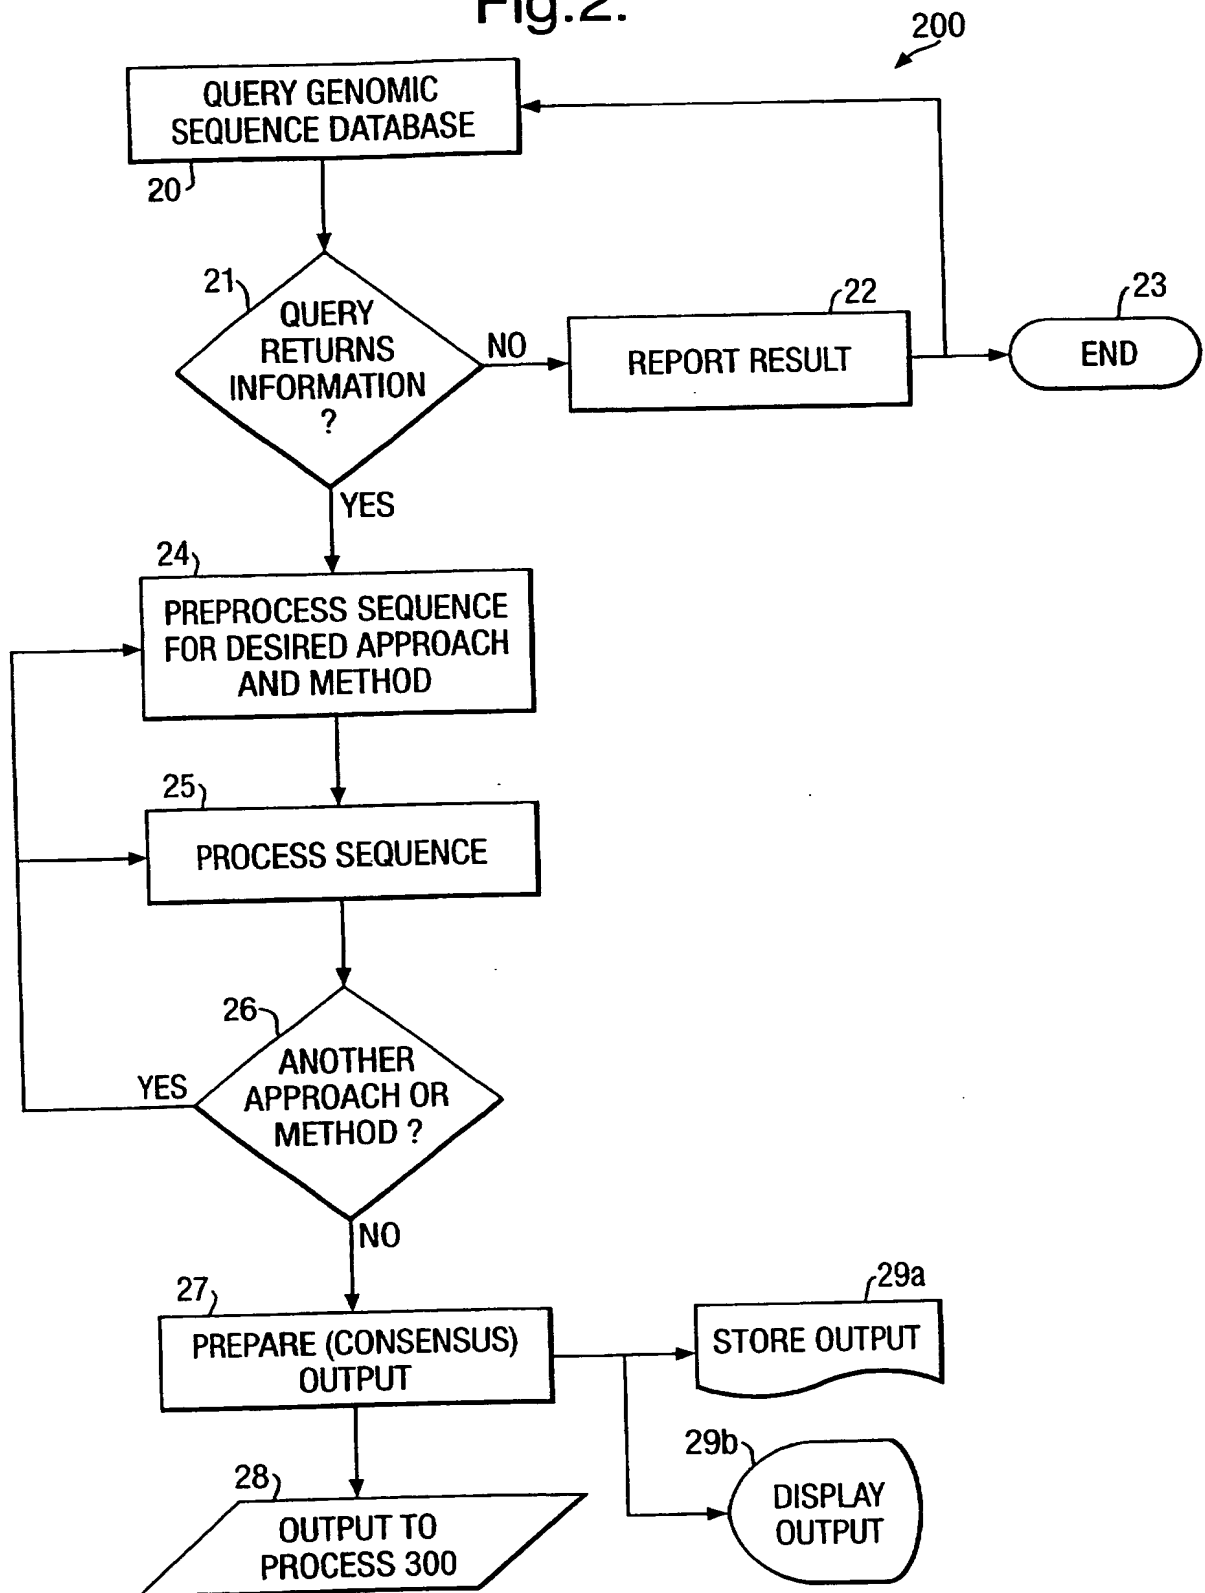 Fig.2.
200
QUERY GENOMIC
SEQUENCE DATABASE
20
21
QUERY
RETURNS
INFORMATION
?
NO
22
REPORT RESULT
23
END
YES
24
PREPROCESS SEQUENCE
FOR DESIRED APPROACH
AND METHOD
25
PROCESS SEQUENCE
26
ANOTHER
APPROACH OR
METHOD ?
YES
NO
27
PREPARE (CONSENSUS)
OUTPUT
29a
STORE OUTPUT
29b
DISPLAY
OUTPUT
28
OUTPUT TO
PROCESS 300